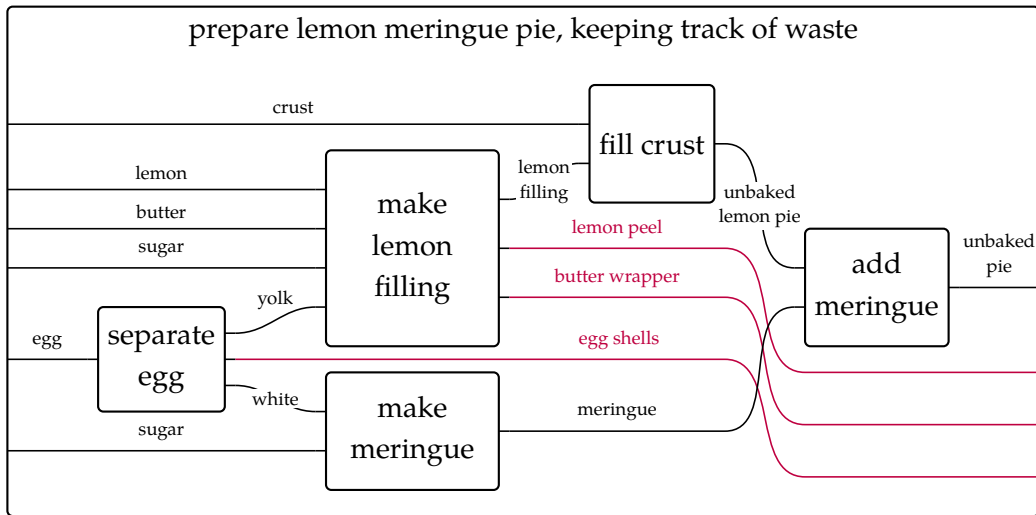 prepare lemon meringue pie, keeping track of waste
crust
fill crust
lemon
butter
sugar
make
lemon
filling
lemon
filling
unbaked
lemon pie
lemon peel
butter wrapper
add
meringue
unbaked
pie
egg
separate
egg
yolk
white
egg shells
sugar
make
meringue
meringue